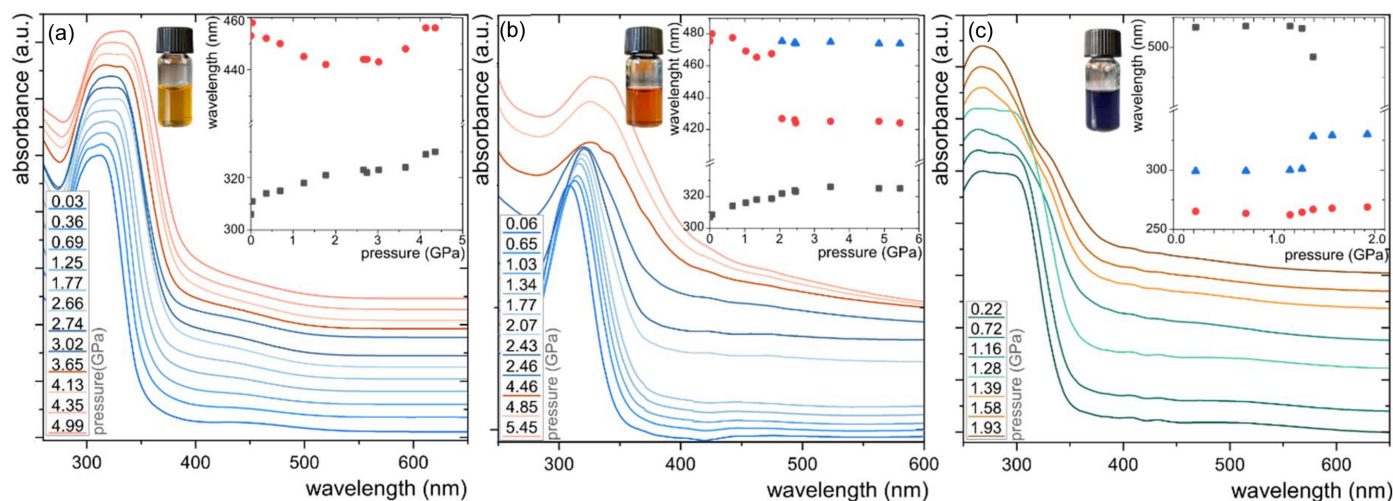 (a)
absorbance (a.u.)
wavelength (nm)
460
440
320
300
0 1 2 3 4 5
pressure (GPa)
0.03
0.36
0.69
1.25
1.77
2.66
2.74
3.02
3.65
4.13
4.35
4.99
pressure(GPa)
300 400 500 600
wavelength (nm)
(b)
absorbance (a.u.)
wavelenght (nm)
480
460
440
420
320
300
0 1 2 3 4 5 6
pressure (GPa)
0.06
0.65
1.03
1.34
1.77
2.07
2.43
2.46
4.46
4.85
5.45
pressure (GPa)
300 400 500 600
wavelength (nm)
(c)
absorbance (a.u.)
wavelength (nm)
500
300
250
0.0 1.0 2.0
pressure (GPa)
0.22
0.72
1.16
1.28
1.39
1.58
1.93
pressure (GPa)
300 400 500 600
wavelength (nm)